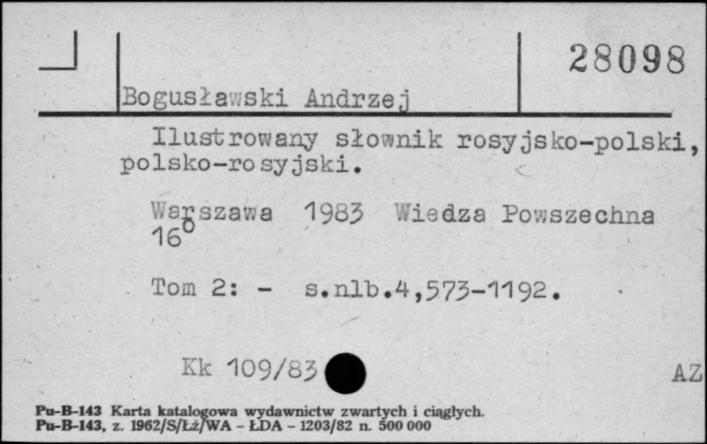 28098
Bogusławski Andrzej
Ilustrowany słownik rosyjsko-polski,
polsko-rosyjski.
Warszawa 1983 Wiedza Powszechna
16°
Tom 2: - s.nlb.4,573-1192.
Kk 109/83
AZ
Pu-B-143 Karta katalogowa wydawnictw zwartych i ciągłych.
Pu-B-143, z. 1962/S/Łż/WA - ŁDA - 1203/82 n. 500 000